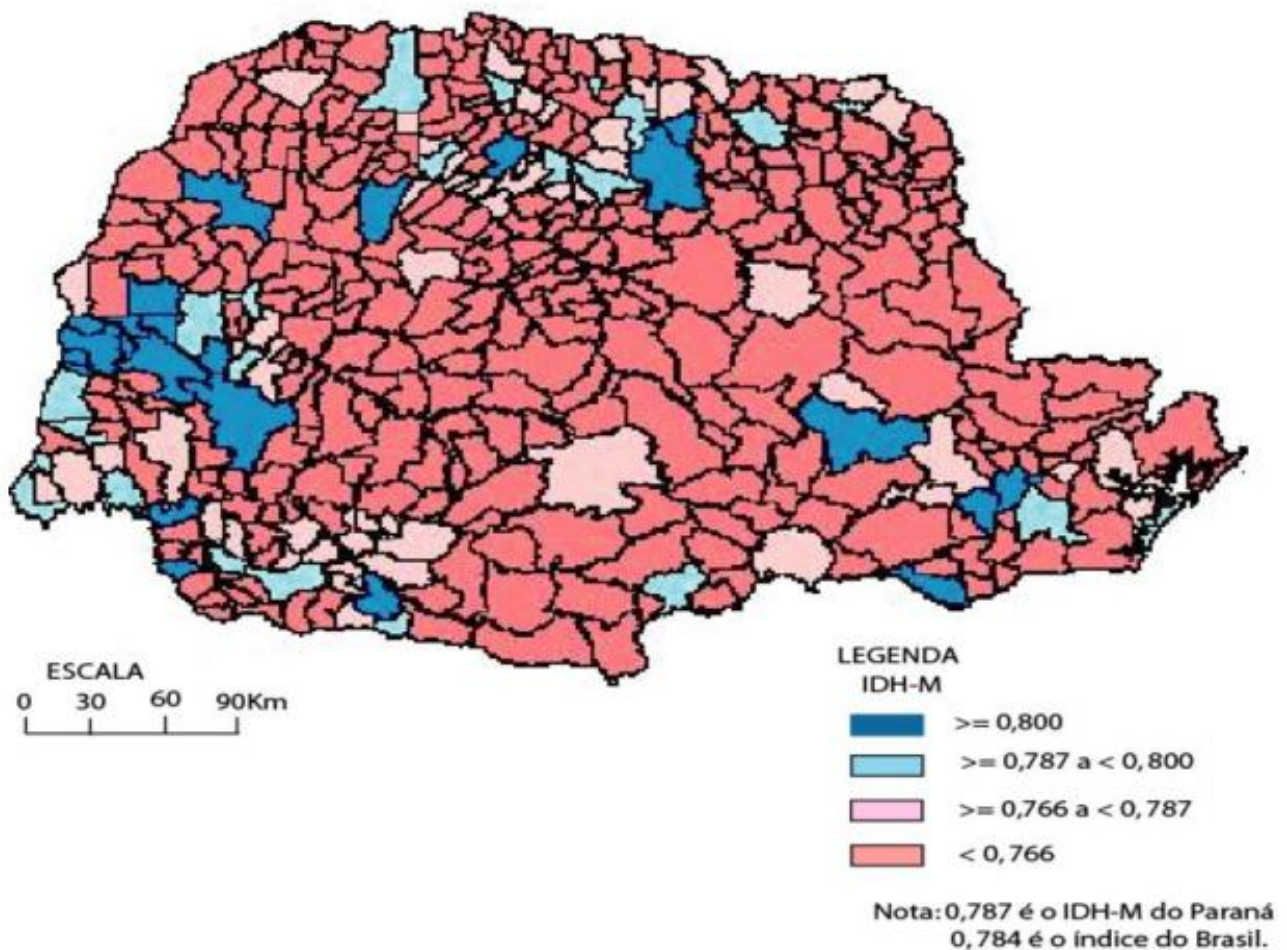 ESCALA
0 30 60 90Km
LEGENDA
IDH-M
>= 0,800
>= 0,787 a < 0,800
>= 0,766 a < 0,787
< 0,766
Nota: 0,787 é o IDH-M do Paraná
0,784 é o índice do Brasil.